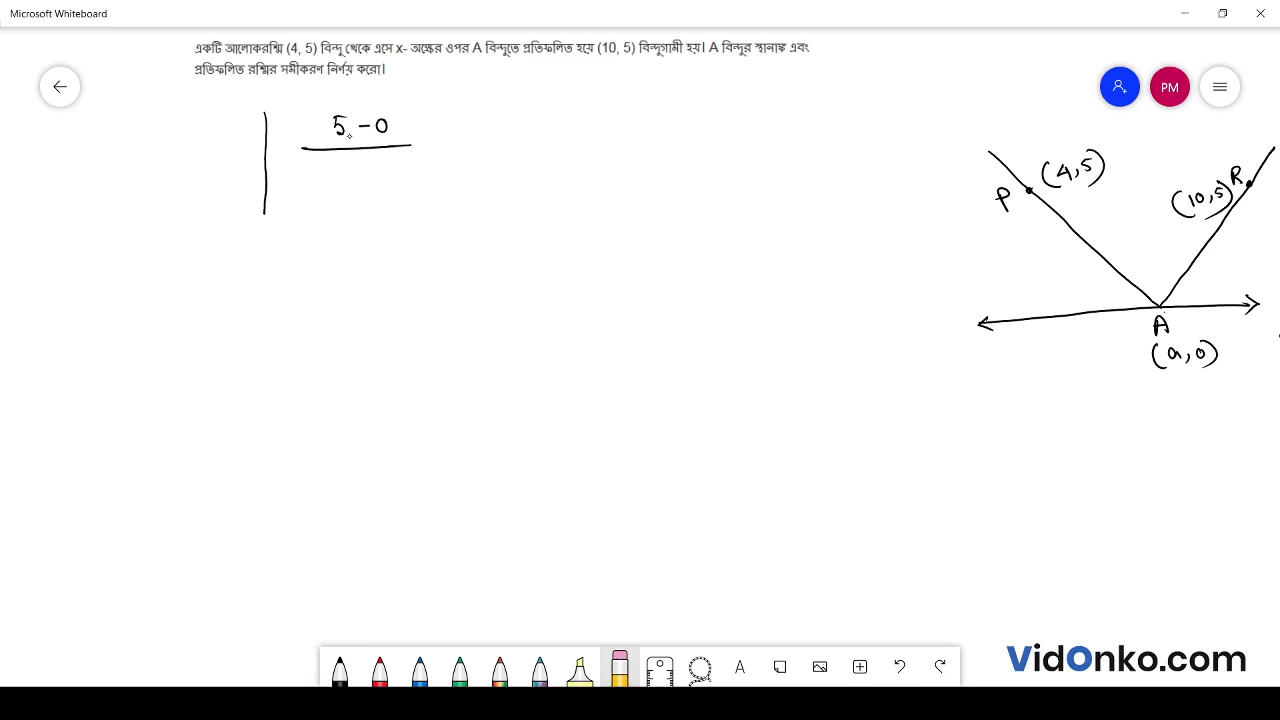 Microsoft Whiteboard
একটি আলোকরশ্মি (4, 5) বিন্দু থেকে এসে x- অক্ষের ওপর A বিন্দুতে প্রতিফলিত হয়ে (10, 5) বিন্দুগামী হয়। A বিন্দুর স্থানাঙ্ক এবং
প্রতিফলিত রশ্মির সমীকরণ নির্ণয় করো।
PM
5 - 0
(4,5)
P
R
(10,5)
A
(a,0)
A
VidOnko.com